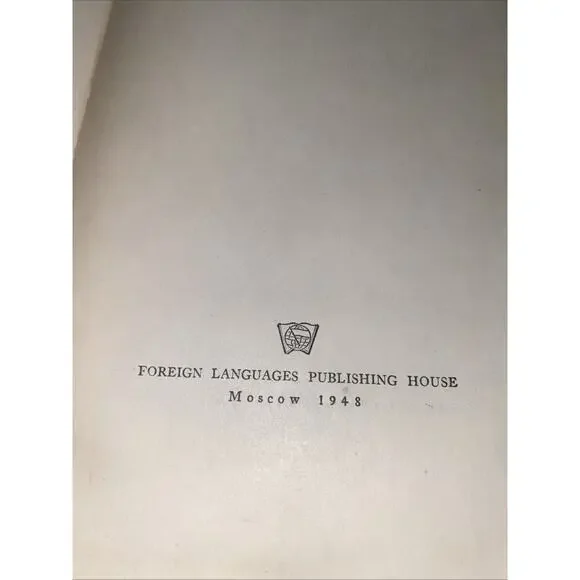 FOREIGN LANGUAGES PUBLISHING HOUSE
Moscow 1948